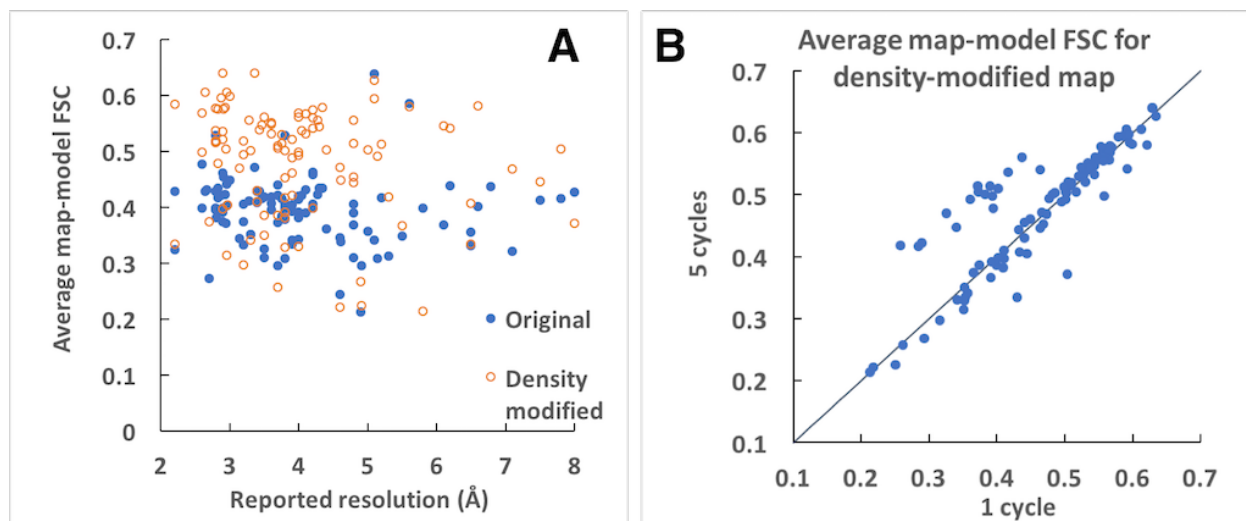 A
Average map-model FSC
0.7
0.6
0.5
0.4
0.3
0.2
0.1
0
2 3 4 5 6 7 8
Reported resolution (Å)
Original
Density
modified
B
Average map-model FSC for
density-modified map
5 cycles
0.7
0.6
0.5
0.4
0.3
0.2
0.1
0.1 0.2 0.3 0.4 0.5 0.6 0.7
1 cycle